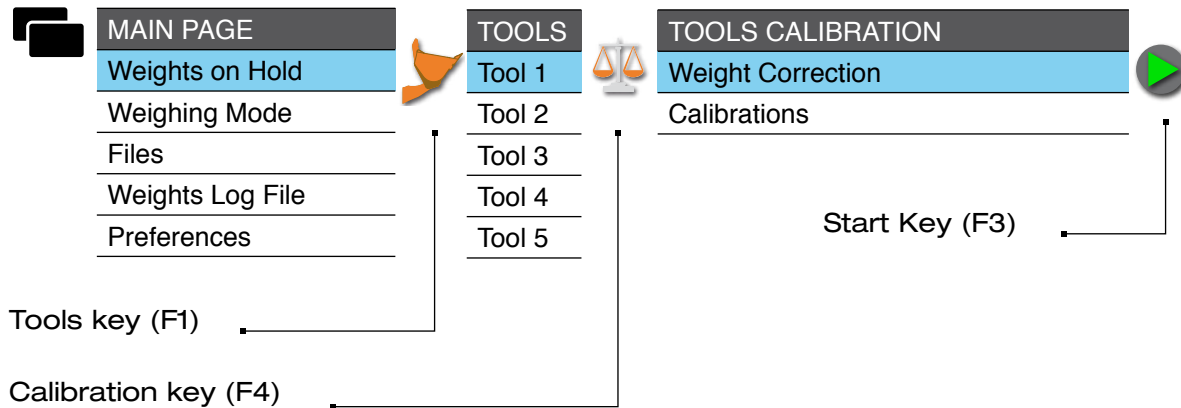 MAIN PAGE
Weights on Hold
Weighing Mode
Files
Weights Log File
Preferences
TOOLS
Tool 1
Tool 2
Tool 3
Tool 4
Tool 5
TOOLS CALIBRATION
Weight Correction
Calibrations
Start Key (F3)
Tools key (F1)
Calibration key (F4)